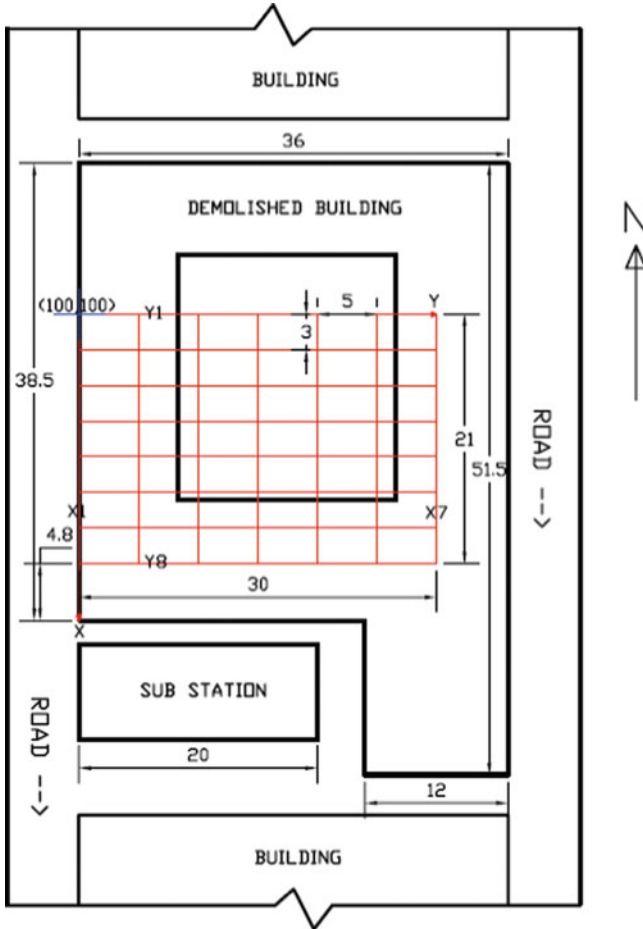 BUILDING
36
DEMOLISHED BUILDING
N
(100,100)
Y1
5
Y
3
38.5
21
51.5
ROAD -->
X1
X7
4.8
Y8
30
X
SUB STATION
ROAD -->
20
12
BUILDING